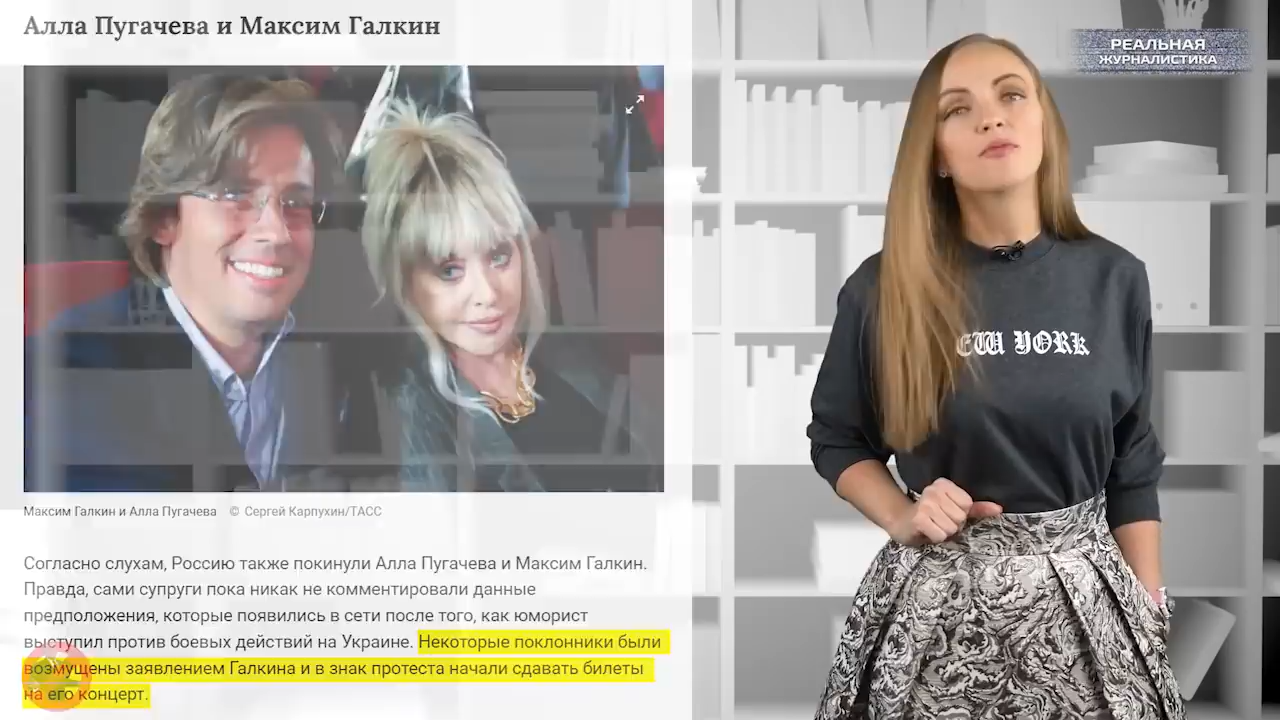 Алла Пугачева и Максим Галкин
РЕАЛЬНАЯ
ЖУРНАЛИСТИКА
EW YORK
Максим Галкин и Алла Пугачева © Сергей Карпухин/ТАСС
Согласно слухам, Россию также покинули Алла Пугачева и Максим Галкин.
Правда, сами супруги пока никак не комментировали данные
предположения, которые появились в сети после того, как юморист
выступил против боевых действий на Украине. Некоторые поклонники были
возмущены заявлением Галкина и в знак протеста начали сдавать билеты
на его концерт.